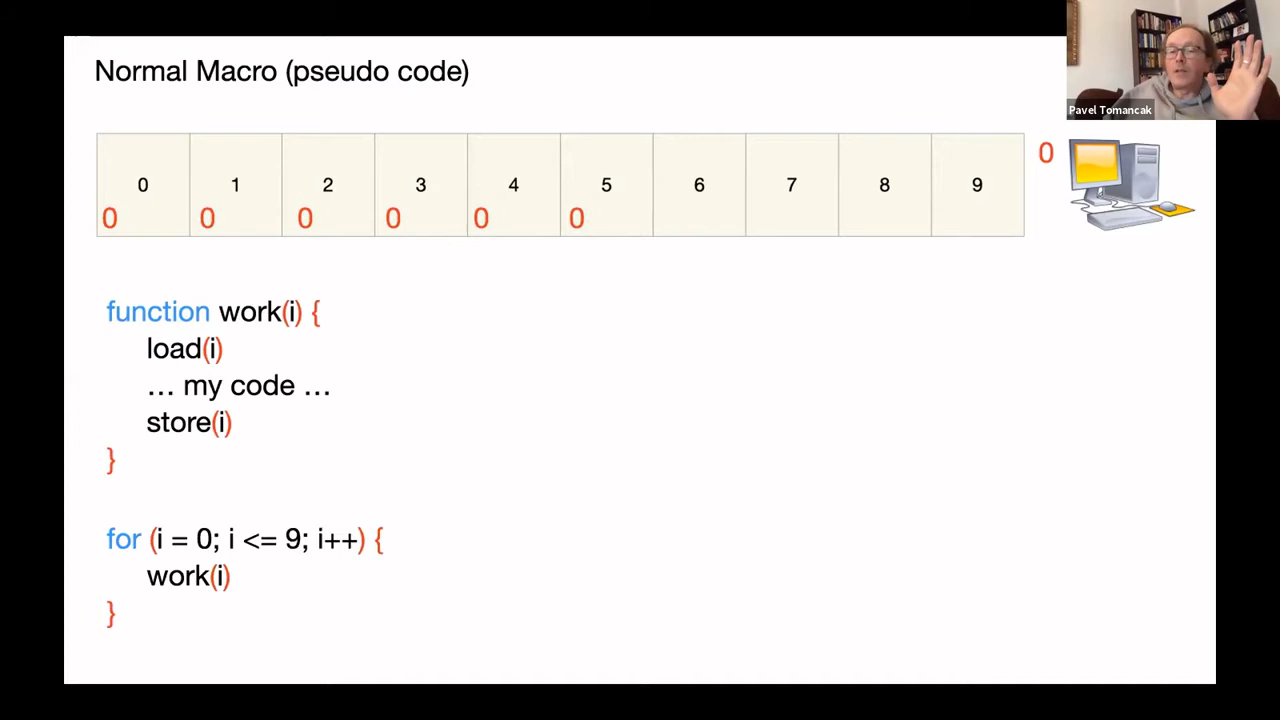 Normal Macro (pseudo code)
Pavel Tomancak
0 1 2 3 4 5 6 7 8 9
0 0 0 0 0 0
0
function work(i) {
load(i)
... my code ...
store(i)
}
for (i = 0; i <= 9; i++) {
work(i)
}